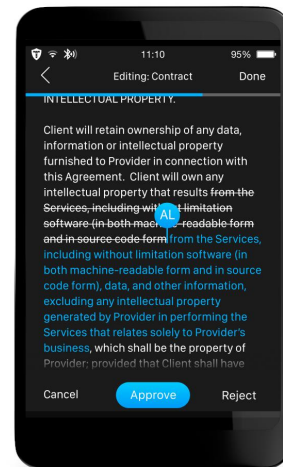 11:10
95%
Editing: Contract
Done
INTELLECTUAL PROPERTY.
Client will retain ownership of any data,
information or intellectual property
furnished to Provider in connection with
this Agreement. Client will own any
intellectual property that results from the
Services, including without limitation
AL
software (in both machine-readable form
and in source code form from the Services,
including without limitation software (in
both machine-readable form and in source
code form), data, and other information,
excluding any intellectual property
generated by Provider in performing the
Services that relates solely to Provider's
business, which shall be the property of
Provider; provided that Client shall have
Cancel
Approve
Reject